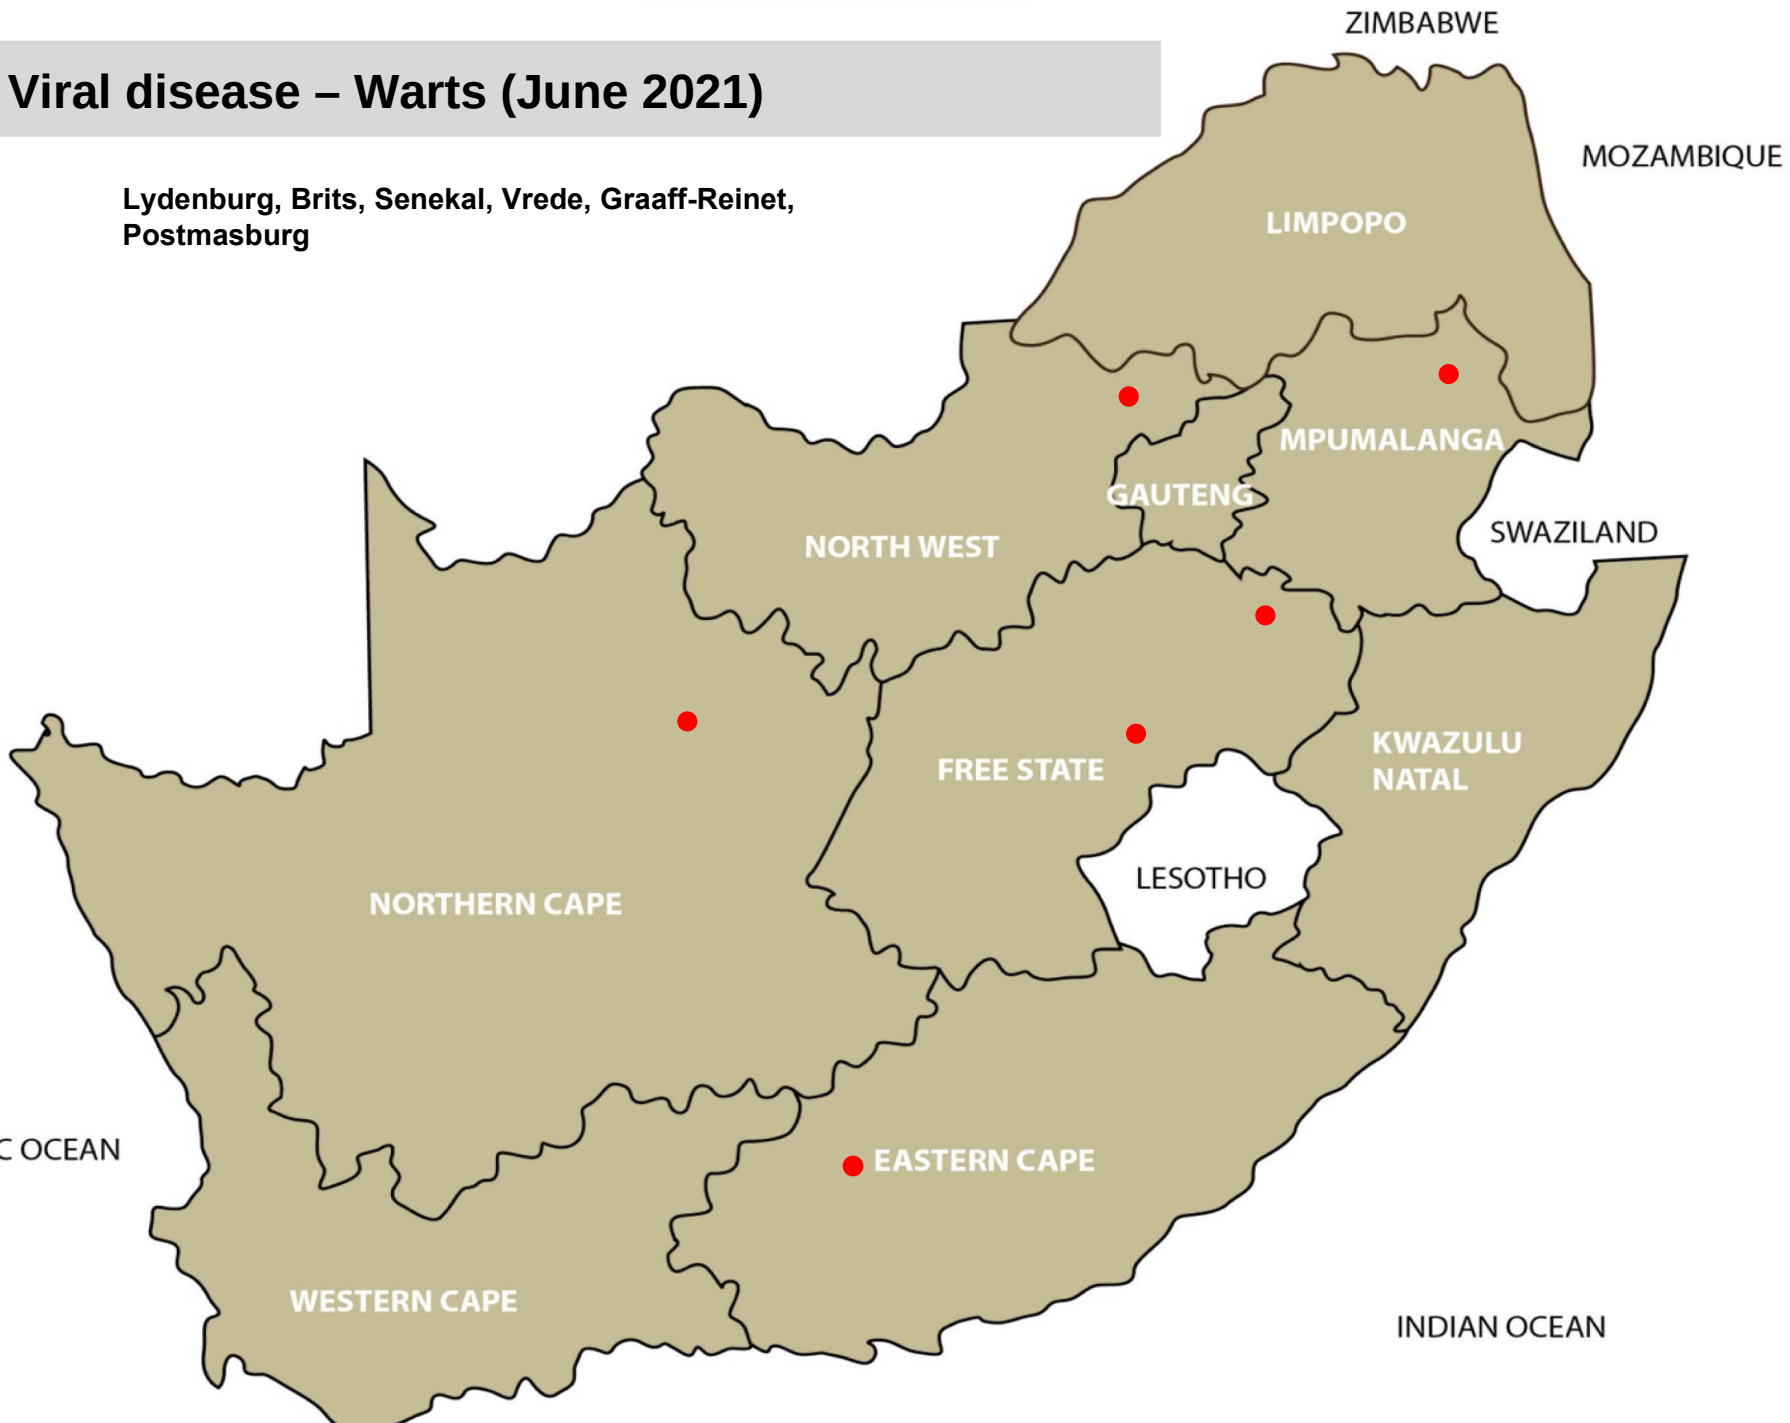 ZIMBABWE
Viral disease – Warts (June 2021)
MOZAMBIQUE
Lydenburg, Brits, Senekal, Vrede, Graaff-Reinet,
Postmasburg
LIMPOPO
MPUMALANGA
GAUTENG
SWAZILAND
NORTH WEST
KWAZULU
NATAL
FREE STATE
LESOTHO
NORTHERN CAPE
C OCEAN
EASTERN CAPE
WESTERN CAPE
INDIAN OCEAN